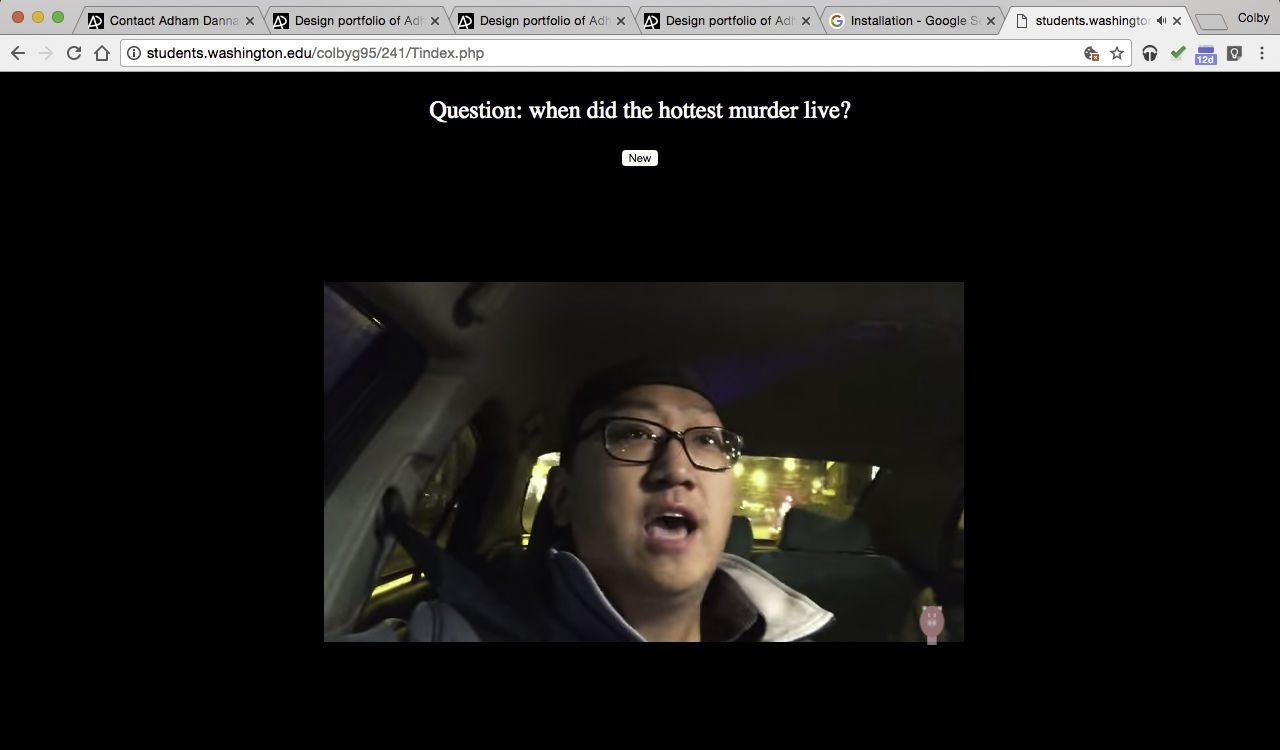 Contact Adham Danna
Design portfolio of Adh
Design portfolio of Adh
Design portfolio of Adh
Installation - Google Se
students.washingto
Colby
students.washington.edu/colbyg95/241/Tindex.php
12d
Question: when did the hottest murder live?
New